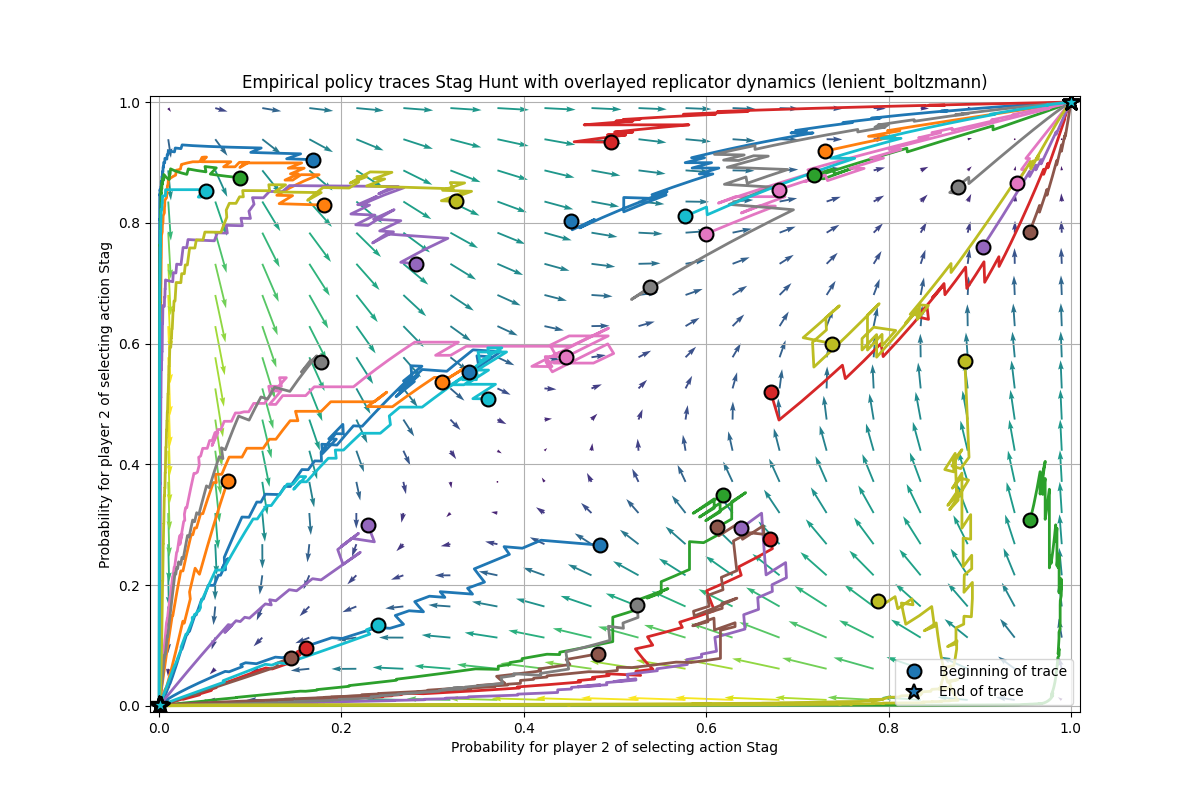 Empirical policy traces Stag Hunt with overlayed replicator dynamics (lenient_boltzmann)
Probability for player 2 of selecting action Stag
1.0
0.8
0.6
0.4
0.2
0.0
0.0 0.2 0.4 0.6 0.8 1.0
Probability for player 2 of selecting action Stag
Beginning of trace
End of trace